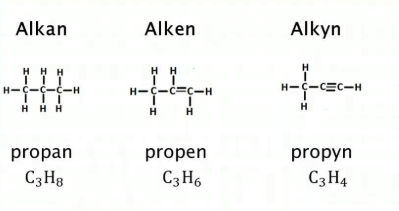 Alkan Alken Alkyn
H H H H H H
H-C-C-C-H H-C-C=C-H H-C-C≡C-H
H H H H H H
propan propen propyn
C₃H₈ C₃H₆ C₃H₄